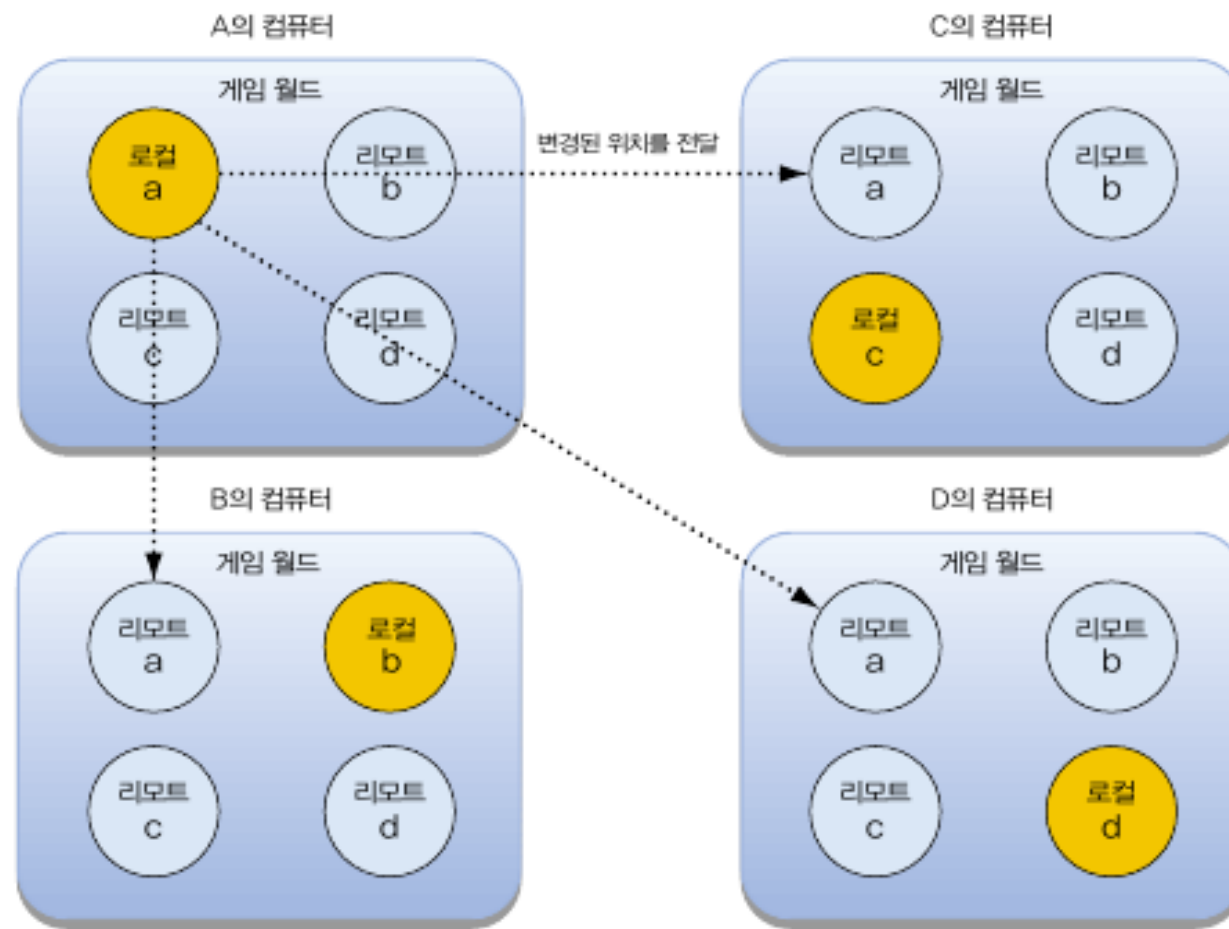 A의 컴퓨터
게임 월드
로컬
a
리모트
b
리모트
c
리모트
d
변경된 위치를 전달
C의 컴퓨터
게임 월드
리모트
a
리모트
b
로컬
c
리모트
d
B의 컴퓨터
게임 월드
리모트
a
로컬
b
리모트
c
리모트
d
D의 컴퓨터
게임 월드
리모트
a
리모트
b
리모트
c
로컬
d